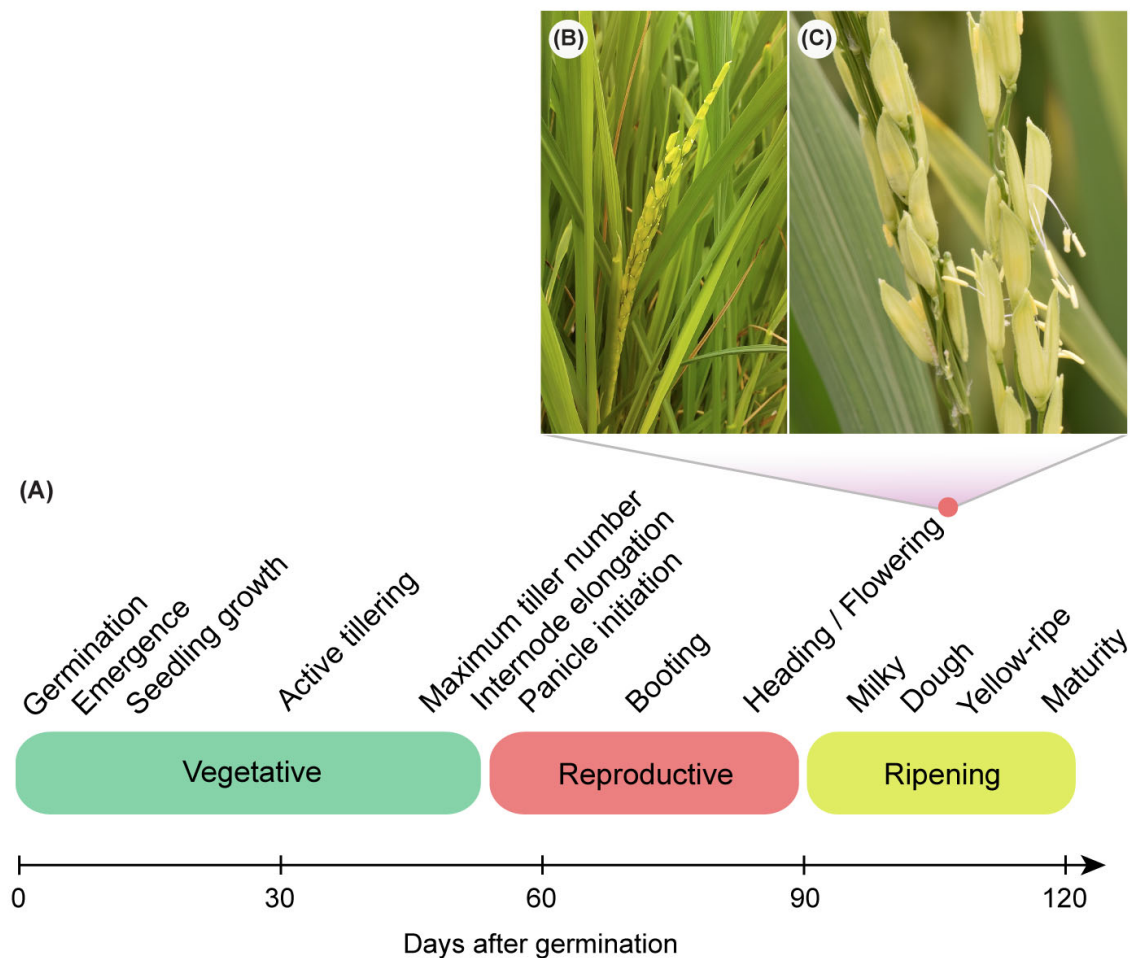 (B)
(C)
(A)
Germination
Emergence
Seedling growth
Active tillering
Maximum tiller number
Internode elongation
Panicle initiation
Booting
Heading / Flowering
Milky
Dough
Yellow-ripe
Maturity
Vegetative
Reproductive
Ripening
0
30
60
90
120
Days after germination